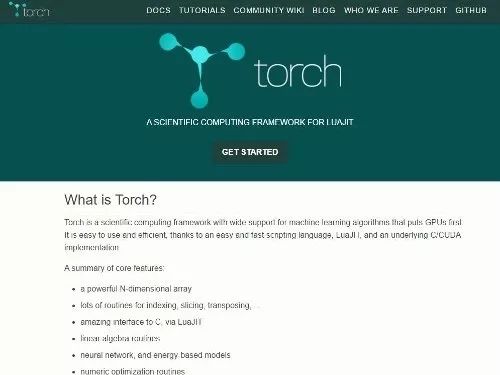 torch
DOCS TUTORIALS COMMUNITY WIKI BLOG WHO WE ARE SUPPORT GITHUB
torch
A SCIENTIFIC COMPUTING FRAMEWORK FOR LUAJIT
GET STARTED
What is Torch?
Torch is a scientific computing framework with wide support for machine learning algorithms that puts GPUs first.
It is easy to use and efficient, thanks to an easy and fast scripting language, LuaJIT, and an underlying C/CUDA
implementation.
A summary of core features:
• a powerful N-dimensional array
• lots of routines for indexing, slicing, transposing, ...
• amazing interface to C, via LuaJIT
• linear algebra routines
• neural network, and energy-based models
• numeric optimization routines